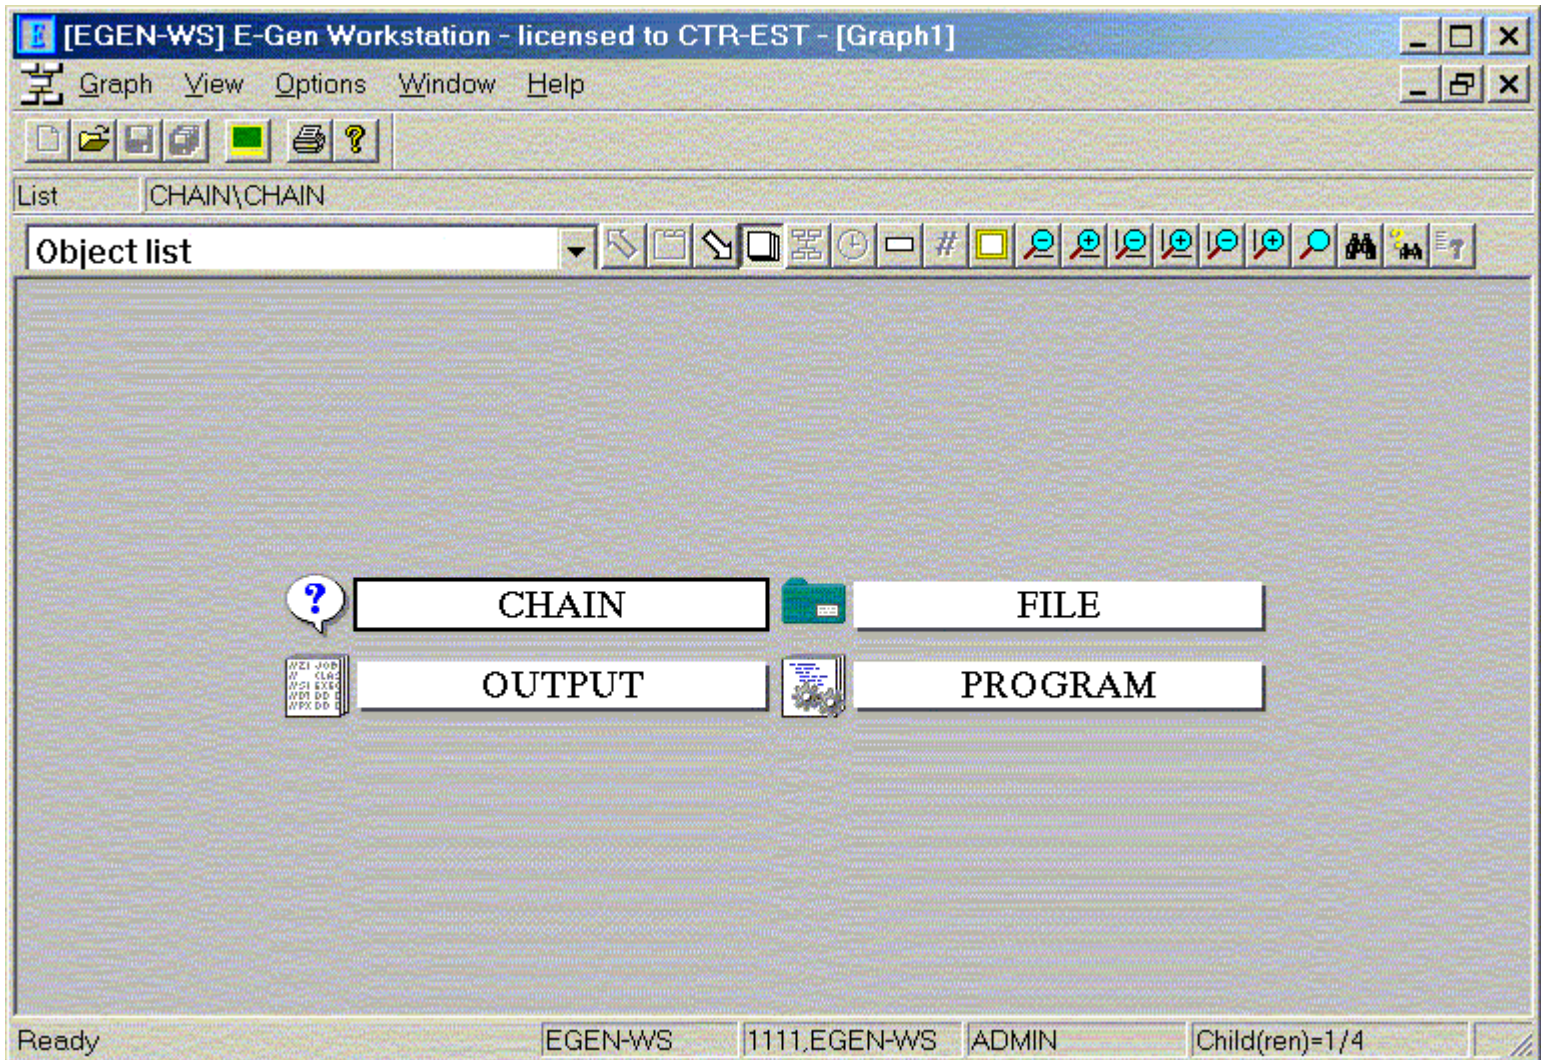 [EGEN-WS] E-Gen Workstation - licensed to CTR-EST - [Graph1]
Graph View Options Window Help
List CHAIN\CHAIN
Object list
CHAIN FILE
OUTPUT PROGRAM
Ready EGEN-WS 1111,EGEN-WS ADMIN Child(ren)=1/4